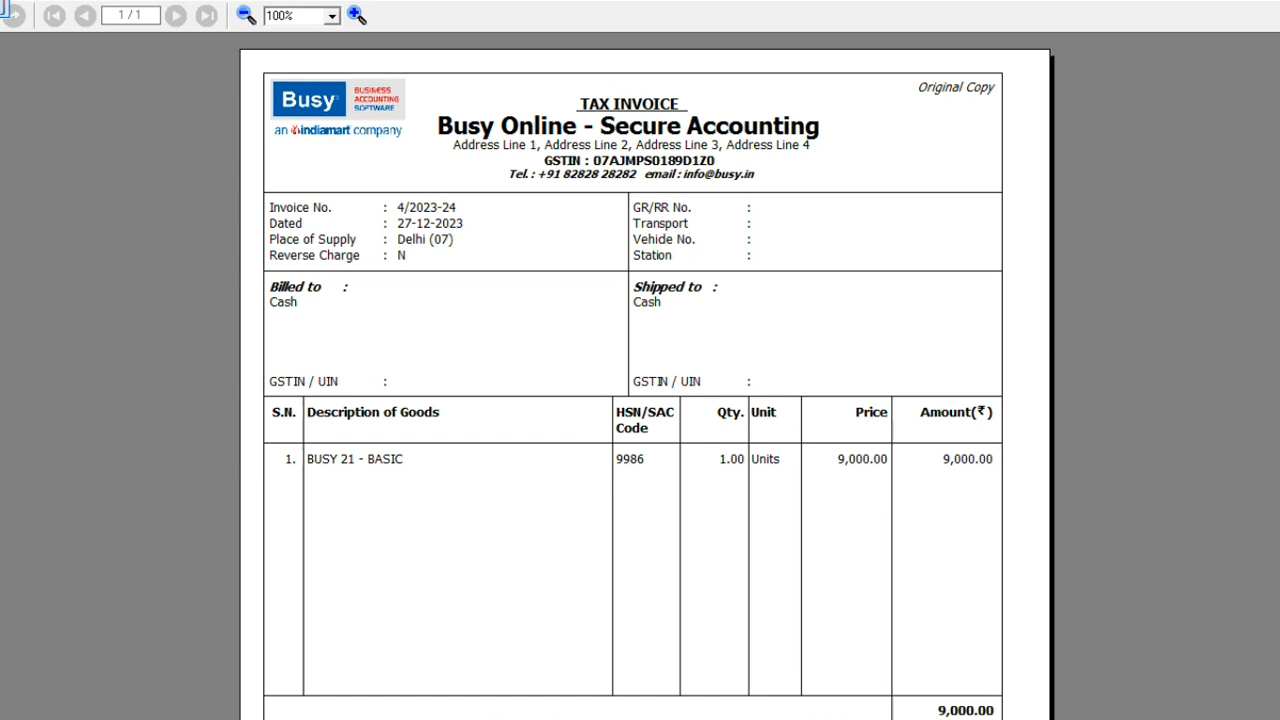 1 / 1
100%
Original Copy
Busy
BUSINESS
ACCOUNTING
SOFTWARE
an indiamart company
TAX INVOICE
Busy Online - Secure Accounting
Address Line 1, Address Line 2, Address Line 3, Address Line 4
GSTIN : 07AJMPS0189D1Z0
Tel. : +91 82828 28282 email : info@busy.in
Invoice No. : 4/2023-24
Dated : 27-12-2023
Place of Supply : Delhi (07)
Reverse Charge : N
GR/RR No. :
Transport :
Vehicle No. :
Station :
Billed to :
Cash
GSTIN / UIN :
Shipped to :
Cash
GSTIN / UIN :
S.N. Description of Goods HSN/SAC Code Qty. Unit Price Amount(₹)
1. BUSY 21 - BASIC 9986 1.00 Units 9,000.00 9,000.00
9,000.00